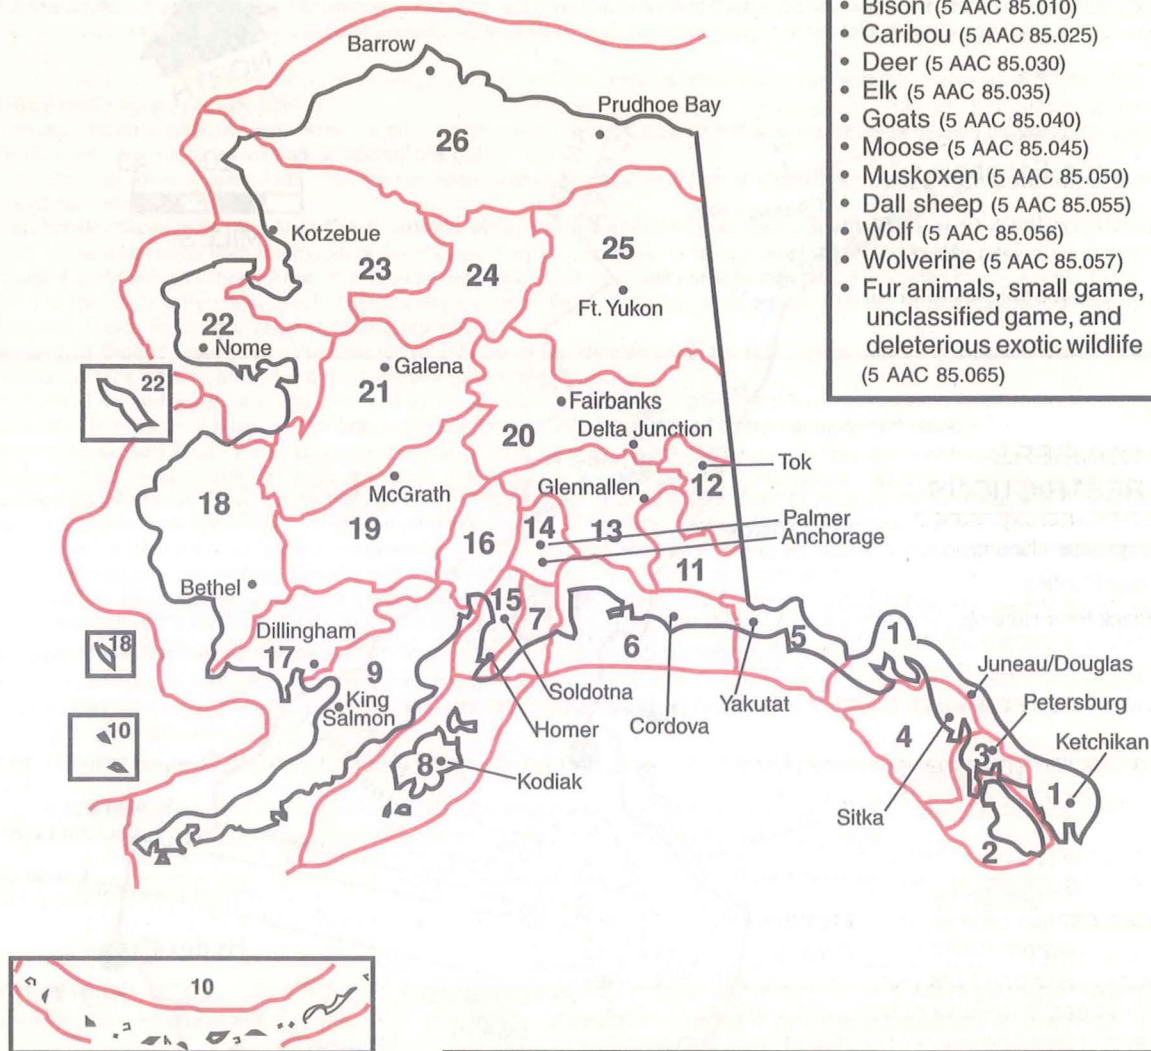 • Bison (5 AAC 85.010)
• Caribou (5 AAC 85.025)
• Deer (5 AAC 85.030)
• Elk (5 AAC 85.035)
• Goats (5 AAC 85.040)
• Moose (5 AAC 85.045)
• Muskoxen (5 AAC 85.050)
• Dall sheep (5 AAC 85.055)
• Wolf (5 AAC 85.056)
• Wolverine (5 AAC 85.057)
• Fur animals, small game,
unclassified game, and
deleterious exotic wildlife
(5 AAC 85.065)
Barrow
Prudhoe Bay
26
Kotzebue
23
24
25
Ft. Yukon
22
Nome
22
Galena
21
Fairbanks
20
Delta Junction
Tok
12
Glennallen
McGrath
18
19
16
14
13
Palmer
Anchorage
11
Bethel
15
7
Dillingham
17
9
6
5
1
18
King
Salmon
Soldotna
Homer
Cordova
Yakutat
Juneau/Douglas
Petersburg
Ketchikan
10
8
Kodiak
4
3
1
Sitka
2
10